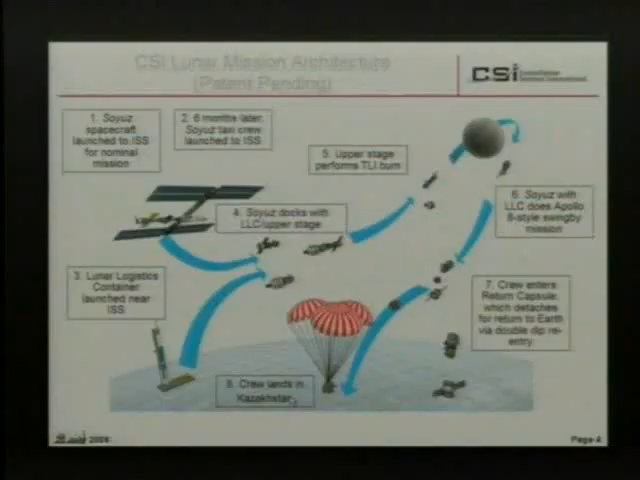 CSI Lunar Mission Architecture
(Patent Pending)
CSI
1. Soyuz
spacecraft
launched to ISS
for nominal
mission
2. 6 months later,
Soyuz taxi crew
launched to ISS
5. Upper stage
performs TLI burn
4. Soyuz docks with
LLC/upper stage
6. Soyuz with
LLC does Apollo
8-style swingby
mission
3. Lunar Logistics
Container
launched near
ISS
7. Crew enters
Return Capsule,
which detaches
for return to Earth
via double dip re-
entry.
8. Crew lands in
Kazakhstan
Page-4